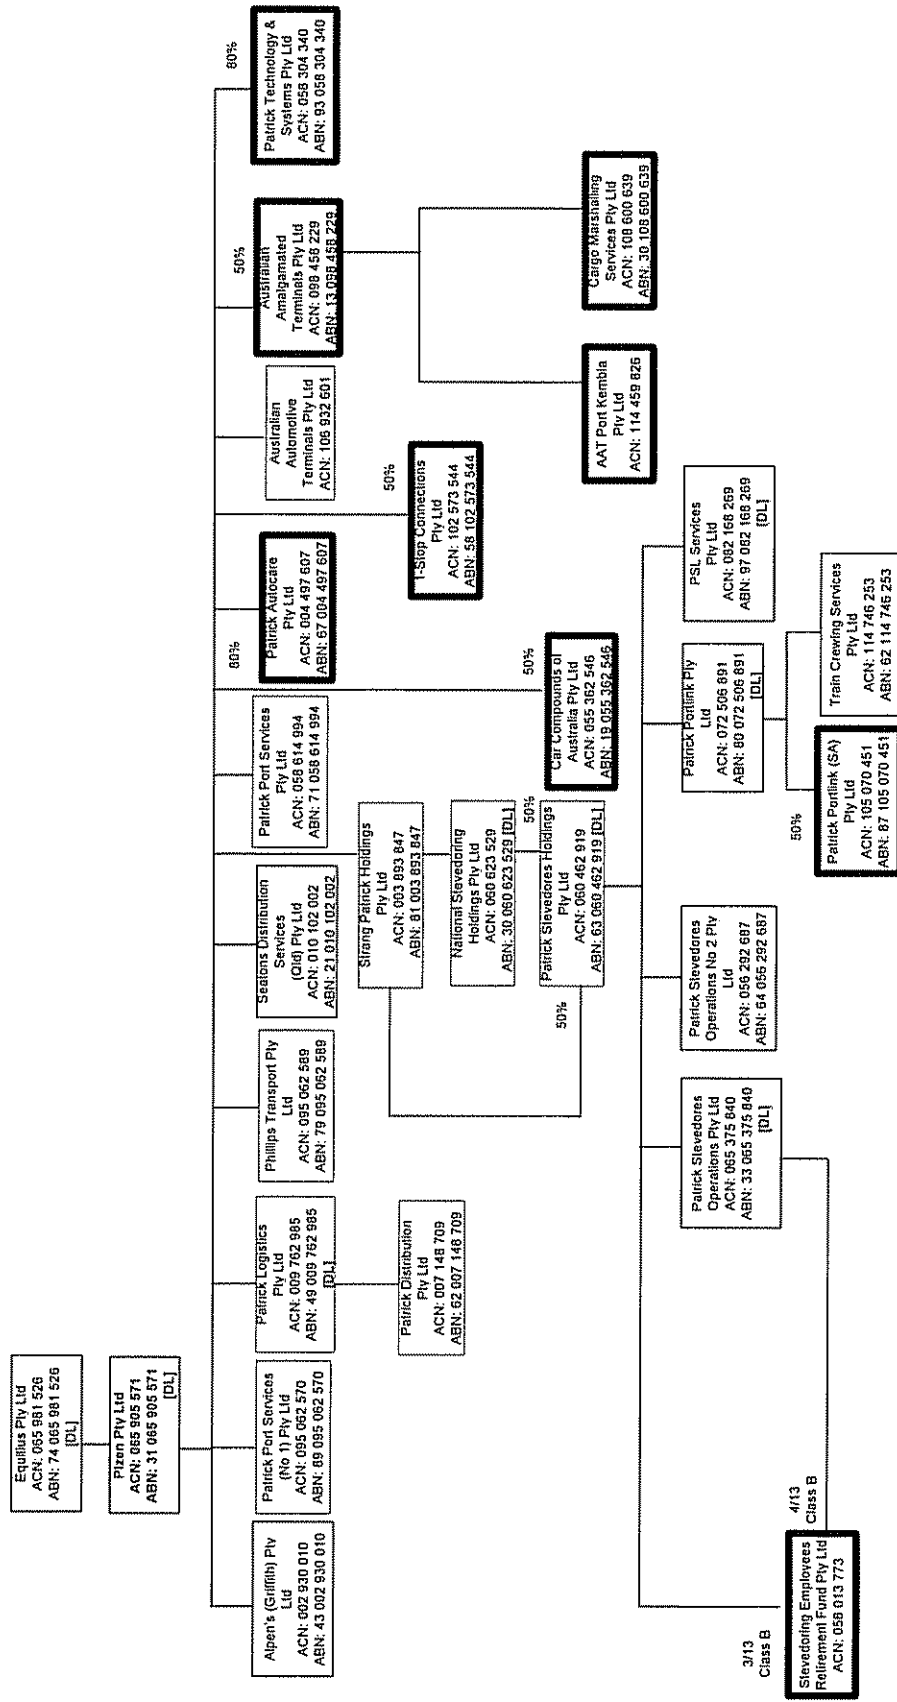 Equilius Pty Ltd
ACN: 065 981 526
ABN: 74 065 981 526
[DL]
Plzen Pty Ltd
ACN: 065 905 571
ABN: 31 065 905 571
[DL]
Alpen's (Griffith) Pty
Ltd
ACN: 002 930 010
ABN: 43 002 930 010
Patrick Port Services
(No 1) Pty Ltd
ACN: 095 062 570
ABN: 89 095 062 570
Patrick Logistics
Pty Ltd
ACN: 009 762 985
ABN: 49 009 762 985
[DL]
Phillips Transport Pty
Ltd
ACN: 095 062 589
ABN: 79 095 062 589
Seatons Distribution
Services
(Qld) Pty Ltd
ACN: 010 102 002
ABN: 21 010 102 002
Patrick Port Services
Pty Ltd
ACN: 058 614 994
ABN: 71 058 614 994
80%
Patrick Autocare
Pty Ltd
ACN: 004 497 607
ABN: 67 004 497 607
Australian
Automotive
Terminals Pty Ltd
ACN: 106 932 601
50%
Australian
Amalgamated
Terminals Pty Ltd
ACN: 098 458 229
ABN: 13 098 458 229
80%
Patrick Technology &
Systems Pty Ltd
ACN: 058 304 340
ABN: 93 058 304 340
Patrick Distribution
Pty Ltd
ACN: 007 148 709
ABN: 62 007 148 709
Strang Patrick Holdings
Pty Ltd
ACN: 003 893 847
ABN: 81 003 893 847
50%
1-Stop Connections
Pty Ltd
ACN: 102 573 544
ABN: 58 102 573 544
National Stevedoring
Holdings Pty Ltd
ACN: 060 623 529
ABN: 30 060 623 529 [DL]
50%
Patrick Stevedores Holdings
Pty Ltd
ACN: 060 462 919
ABN: 63 060 462 919 [DL]
50%
50%
Car Compounds of
Australia Pty Ltd
ACN: 055 362 546
ABN: 19 055 362 546
AAT Port Kembla
Pty Ltd
ACN: 114 459 626
Cargo Marshalling
Services Pty Ltd
ACN: 108 600 639
ABN: 30 108 600 639
Patrick Stevedores
Operations Pty Ltd
ACN: 065 375 840
ABN: 33 065 375 840
[DL]
Patrick Stevedores
Operations No 2 Pty
Ltd
ACN: 056 292 687
ABN: 64 056 292 687
Patrick Portlink Pty
Ltd
ACN: 072 506 891
ABN: 80 072 506 891
[DL]
PSL Services
Pty Ltd
ACN: 082 168 269
ABN: 97 082 168 269
[DL]
3/13
Class B
4/13
Class B
Stevedoring Employees
Retirement Fund Pty Ltd
ACN: 058 013 773
50%
Patrick Portlink (SA)
Pty Ltd
ACN: 105 070 451
ABN: 87 105 070 451
Train Crewing Services
Pty Ltd
ACN: 114 746 253
ABN: 62 114 746 253